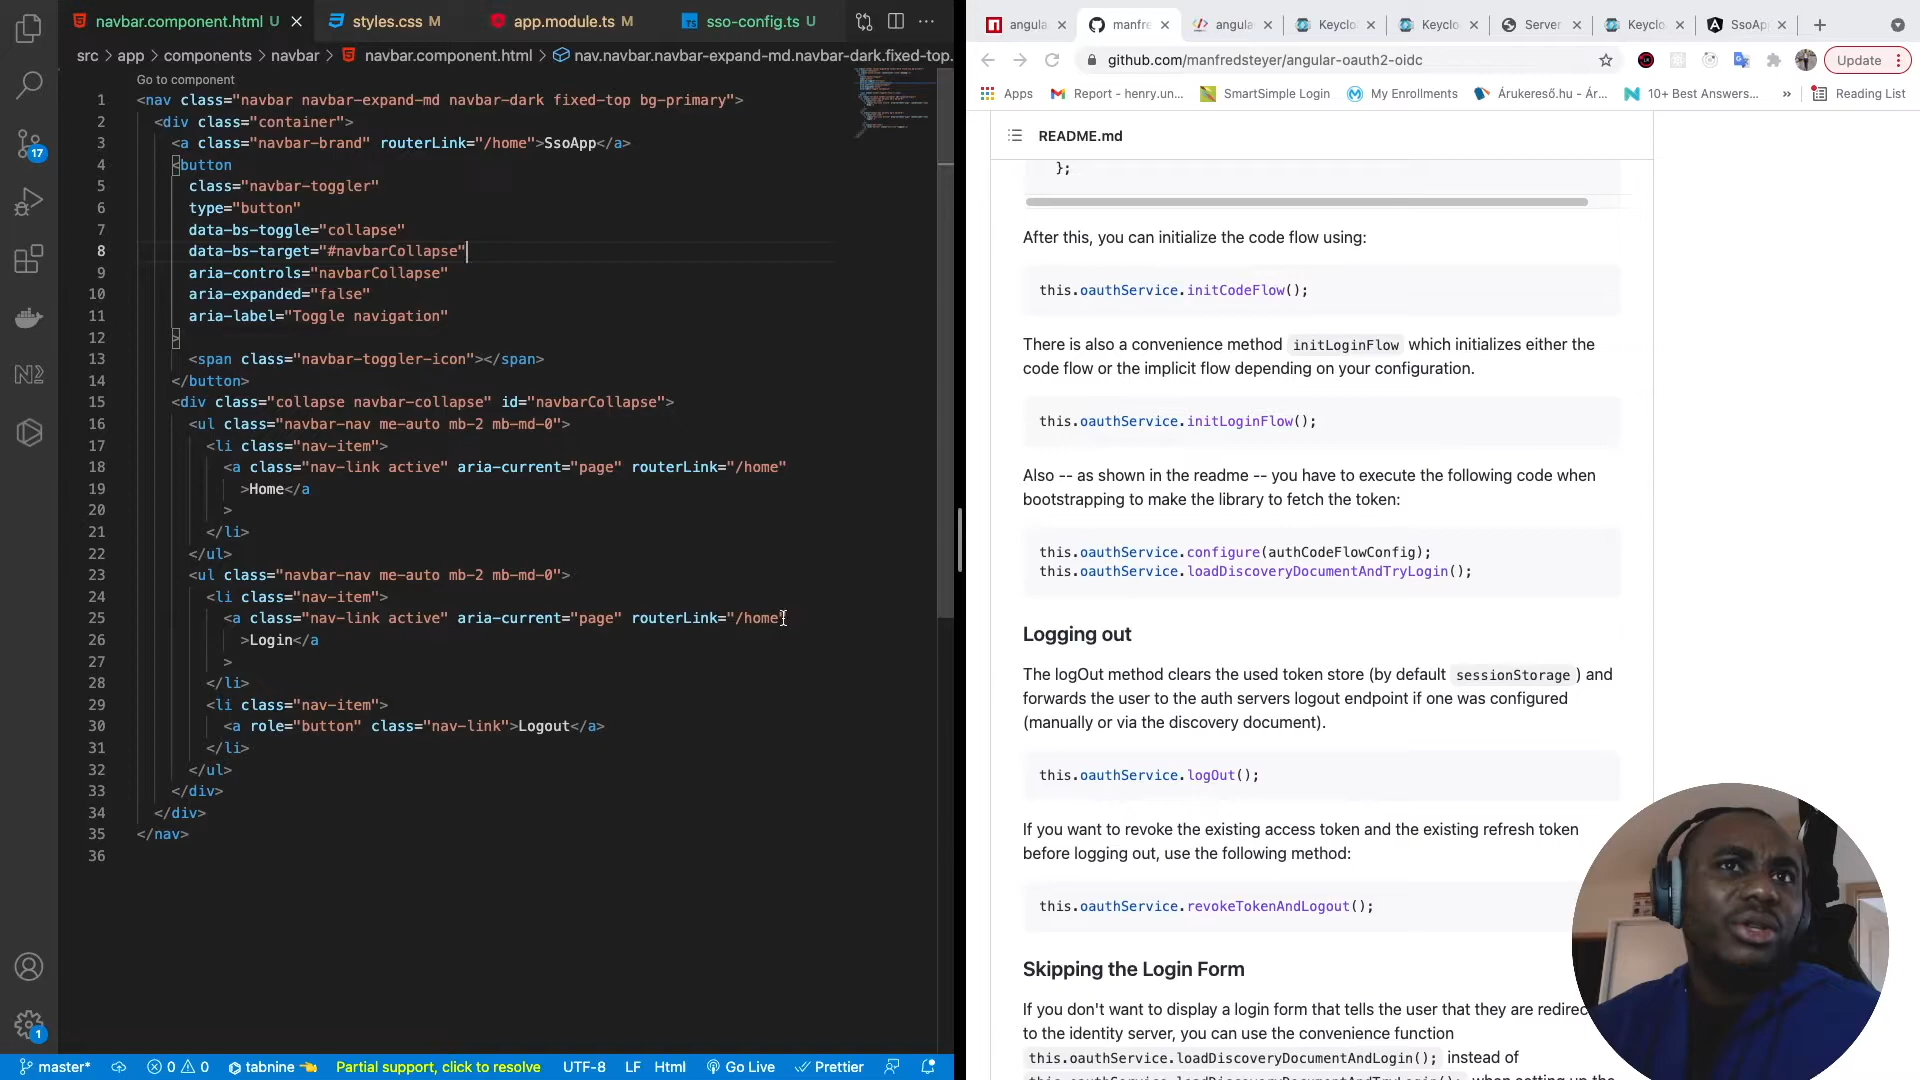 navbar.component.html U
styles.css M
app.module.ts M
sso-config.ts U
src > app > components > navbar > navbar.component.html > nav.navbar.navbar-expand-md.navbar-dark.fixed-top.
Go to component
1 <nav class="navbar navbar-expand-md navbar-dark fixed-top bg-primary">
2 <div class="container">
3 <a class="navbar-brand" routerLink="/home">SsoApp</a>
4 <button
5 class="navbar-toggler"
6 type="button"
7 data-bs-toggle="collapse"
8 data-bs-target="#navbarCollapse"
9 aria-controls="navbarCollapse"
10 aria-expanded="false"
11 aria-label="Toggle navigation"
12 >
13 <span class="navbar-toggler-icon"></span>
14 </button>
15 <div class="collapse navbar-collapse" id="navbarCollapse">
16 <ul class="navbar-nav me-auto mb-2 mb-md-0">
17 <li class="nav-item">
18 <a class="nav-link active" aria-current="page" routerLink="/home"
19 >Home</a
20 >
21 </li>
22 </ul>
23 <ul class="navbar-nav me-auto mb-2 mb-md-0">
24 <li class="nav-item">
25 <a class="nav-link active" aria-current="page" routerLink="/home"
26 >Login</a
27 >
28 </li>
29 <li class="nav-item">
30 <a role="button" class="nav-link">Logout</a>
31 </li>
32 </ul>
33 </div>
34 </div>
35 </nav>
36
17
1
master* 0 0 tabnine Partial support, click to resolve UTF-8 LF Html Go Live Prettier
angula
manfre
angula
Keyclo
Keyclo
Server
Keyclo
SsoAp
github.com/manfredsteyer/angular-oauth2-oidc
Update
Apps
Report - henry.un...
SmartSimple Login
My Enrollments
Árukereső.hu - Ár...
10+ Best Answers...
»
Reading List
README.md
};
After this, you can initialize the code flow using:
this.oauthService.initCodeFlow();
There is also a convenience method initLoginFlow which initializes either the
code flow or the implicit flow depending on your configuration.
this.oauthService.initLoginFlow();
Also -- as shown in the readme -- you have to execute the following code when
bootstrapping to make the library to fetch the token:
this.oauthService.configure(authCodeFlowConfig);
this.oauthService.loadDiscoveryDocumentAndTryLogin();
Logging out
The logOut method clears the used token store (by default sessionStorage ) and
forwards the user to the auth servers logout endpoint if one was configured
(manually or via the discovery document).
this.oauthService.logOut();
If you want to revoke the existing access token and the existing refresh token
before logging out, use the following method:
this.oauthService.revokeTokenAndLogout();
Skipping the Login Form
If you don't want to display a login form that tells the user that they are redirec
to the identity server, you can use the convenience function
this.oauthService.loadDiscoveryDocumentAndLogin(); instead of
this.oauthService.loadDiscoveryDocumentAndTryLogin(); when setting up the